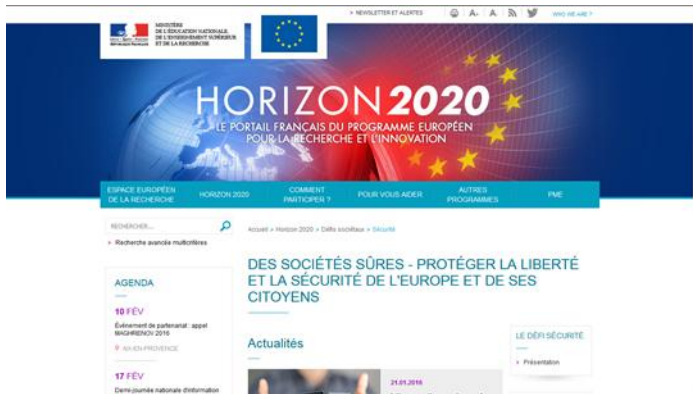 NEWSLETTER ET ALERTES
WHO WE ARE ?
MINISTÈRE
DE L'ÉDUCATION NATIONALE,
DE L'ENSEIGNEMENT SUPÉRIEUR
ET DE LA RECHERCHE
HORIZON 2020
LE PORTAIL FRANÇAIS DU PROGRAMME EUROPÉEN
POUR LA RECHERCHE ET L'INNOVATION
ESPACE EUROPÉEN
DE LA RECHERCHE
HORIZON 2020
COMMENT
PARTICIPER ?
POUR VOUS AIDER
AUTRES
PROGRAMMES
PME
RECHERCHER...
Recherche avancée multicritères
Accueil > Horizon 2020 > Défis sociétaux > Sécurité
DES SOCIÉTÉS SÛRES - PROTÉGER LA LIBERTÉ
ET LA SÉCURITÉ DE L'EUROPE ET DE SES
CITOYENS
AGENDA
10 FÉV
Événement de partenariat : appel
MAGHRENOV 2016
AIX-EN-PROVENCE
17 FÉV
Demi-journée nationale d'information
Actualités
21.01.2016
LE DÉFI SÉCURITÉ
Présentation